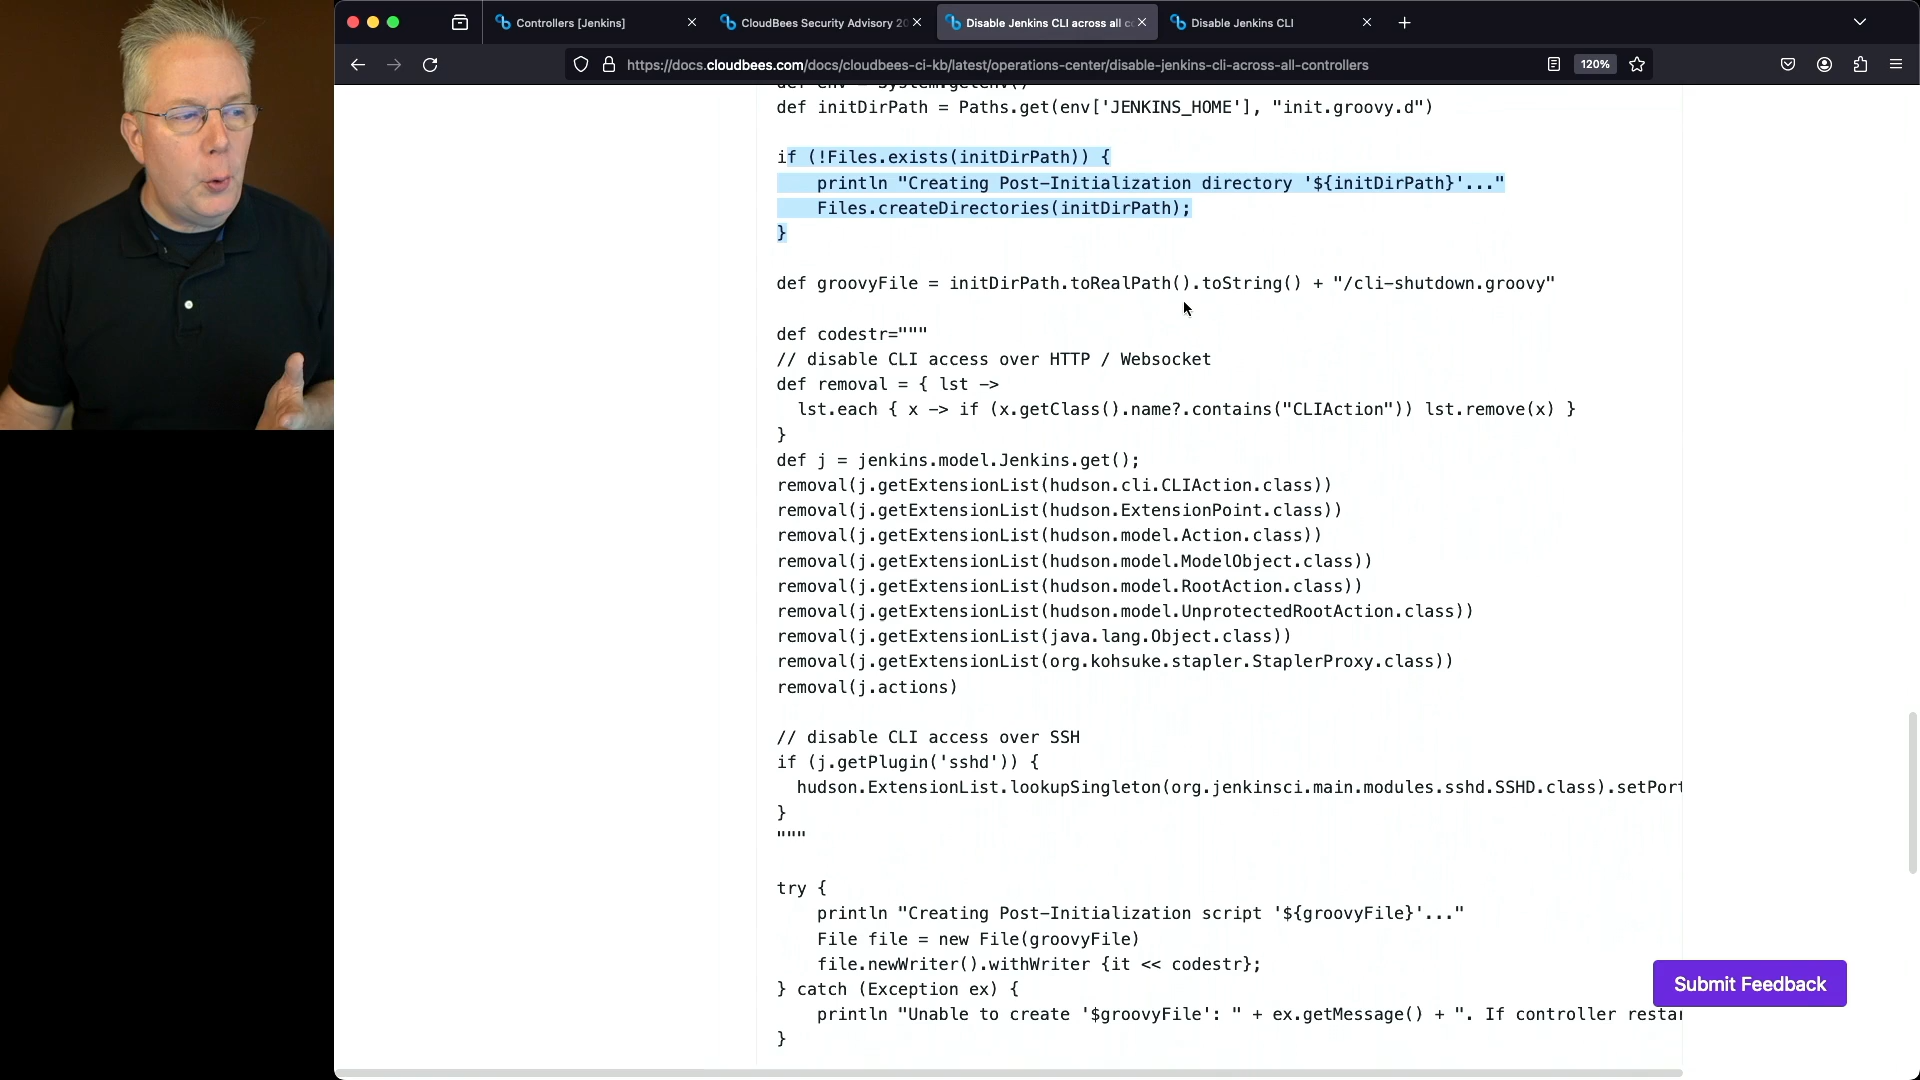 Controllers [Jenkins]
CloudBees Security Advisory 20
Disable Jenkins CLI across all co
Disable Jenkins CLI
https://docs.cloudbees.com/docs/cloudbees-ci-kb/latest/operations-center/disable-jenkins-cli-across-all-controllers
120%
def env = System.getenv()
def initDirPath = Paths.get(env['JENKINS_HOME'], "init.groovy.d")
if (!Files.exists(initDirPath)) {
println "Creating Post-Initialization directory '${initDirPath}'..."
Files.createDirectories(initDirPath);
}
def groovyFile = initDirPath.toRealPath().toString() + "/cli-shutdown.groovy"
def codestr="""
// disable CLI access over HTTP / Websocket
def removal = { lst ->
lst.each { x -> if (x.getClass().name?.contains("CLIAction")) lst.remove(x) }
}
def j = jenkins.model.Jenkins.get();
removal(j.getExtensionList(hudson.cli.CLIAction.class))
removal(j.getExtensionList(hudson.ExtensionPoint.class))
removal(j.getExtensionList(hudson.model.Action.class))
removal(j.getExtensionList(hudson.model.ModelObject.class))
removal(j.getExtensionList(hudson.model.RootAction.class))
removal(j.getExtensionList(hudson.model.UnprotectedRootAction.class))
removal(j.getExtensionList(java.lang.Object.class))
removal(j.getExtensionList(org.kohsuke.stapler.StaplerProxy.class))
removal(j.actions)
// disable CLI access over SSH
if (j.getPlugin('sshd')) {
hudson.ExtensionList.lookupSingleton(org.jenkinsci.main.modules.sshd.SSHD.class).setPort
}
"""
try {
println "Creating Post-Initialization script '${groovyFile}'..."
File file = new File(groovyFile)
file.newWriter().withWriter {it << codestr};
} catch (Exception ex) {
println "Unable to create '$groovyFile': " + ex.getMessage() + ". If controller restar
}
Submit Feedback